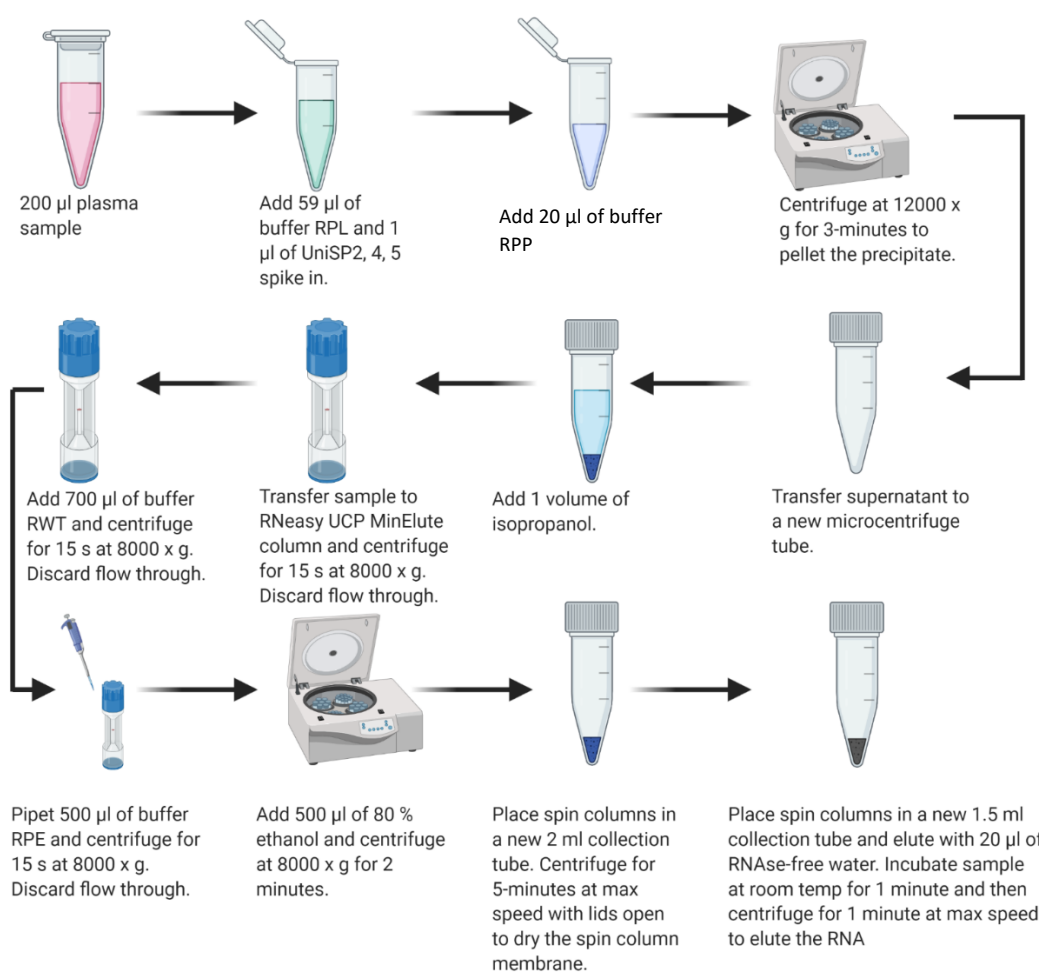 200 µl plasma
sample
Add 59 µl of
buffer RPL and 1
µl of UniSP2, 4, 5
spike in.
Add 20 µl of buffer
RPP
Centrifuge at 12000 x
g for 3-minutes to
pellet the precipitate.
Add 700 µl of buffer
RWT and centrifuge
for 15 s at 8000 x g.
Discard flow through.
Transfer sample to
RNeasy UCP MinElute
column and centrifuge
for 15 s at 8000 x g.
Discard flow through.
Add 1 volume of
isopropanol.
Transfer supernatant to
a new microcentrifuge
tube.
Pipet 500 µl of buffer
RPE and centrifuge for
15 s at 8000 x g.
Discard flow through.
Add 500 µl of 80 %
ethanol and centrifuge
at 8000 x g for 2
minutes.
Place spin columns in
a new 2 ml collection
tube. Centrifuge for
5-minutes at max
speed with lids open
to dry the spin column
membrane.
Place spin columns in a new 1.5 ml
collection tube and elute with 20 µl of
RNAse-free water. Incubate sample
at room temp for 1 minute and then
centrifuge for 1 minute at max speed
to elute the RNA